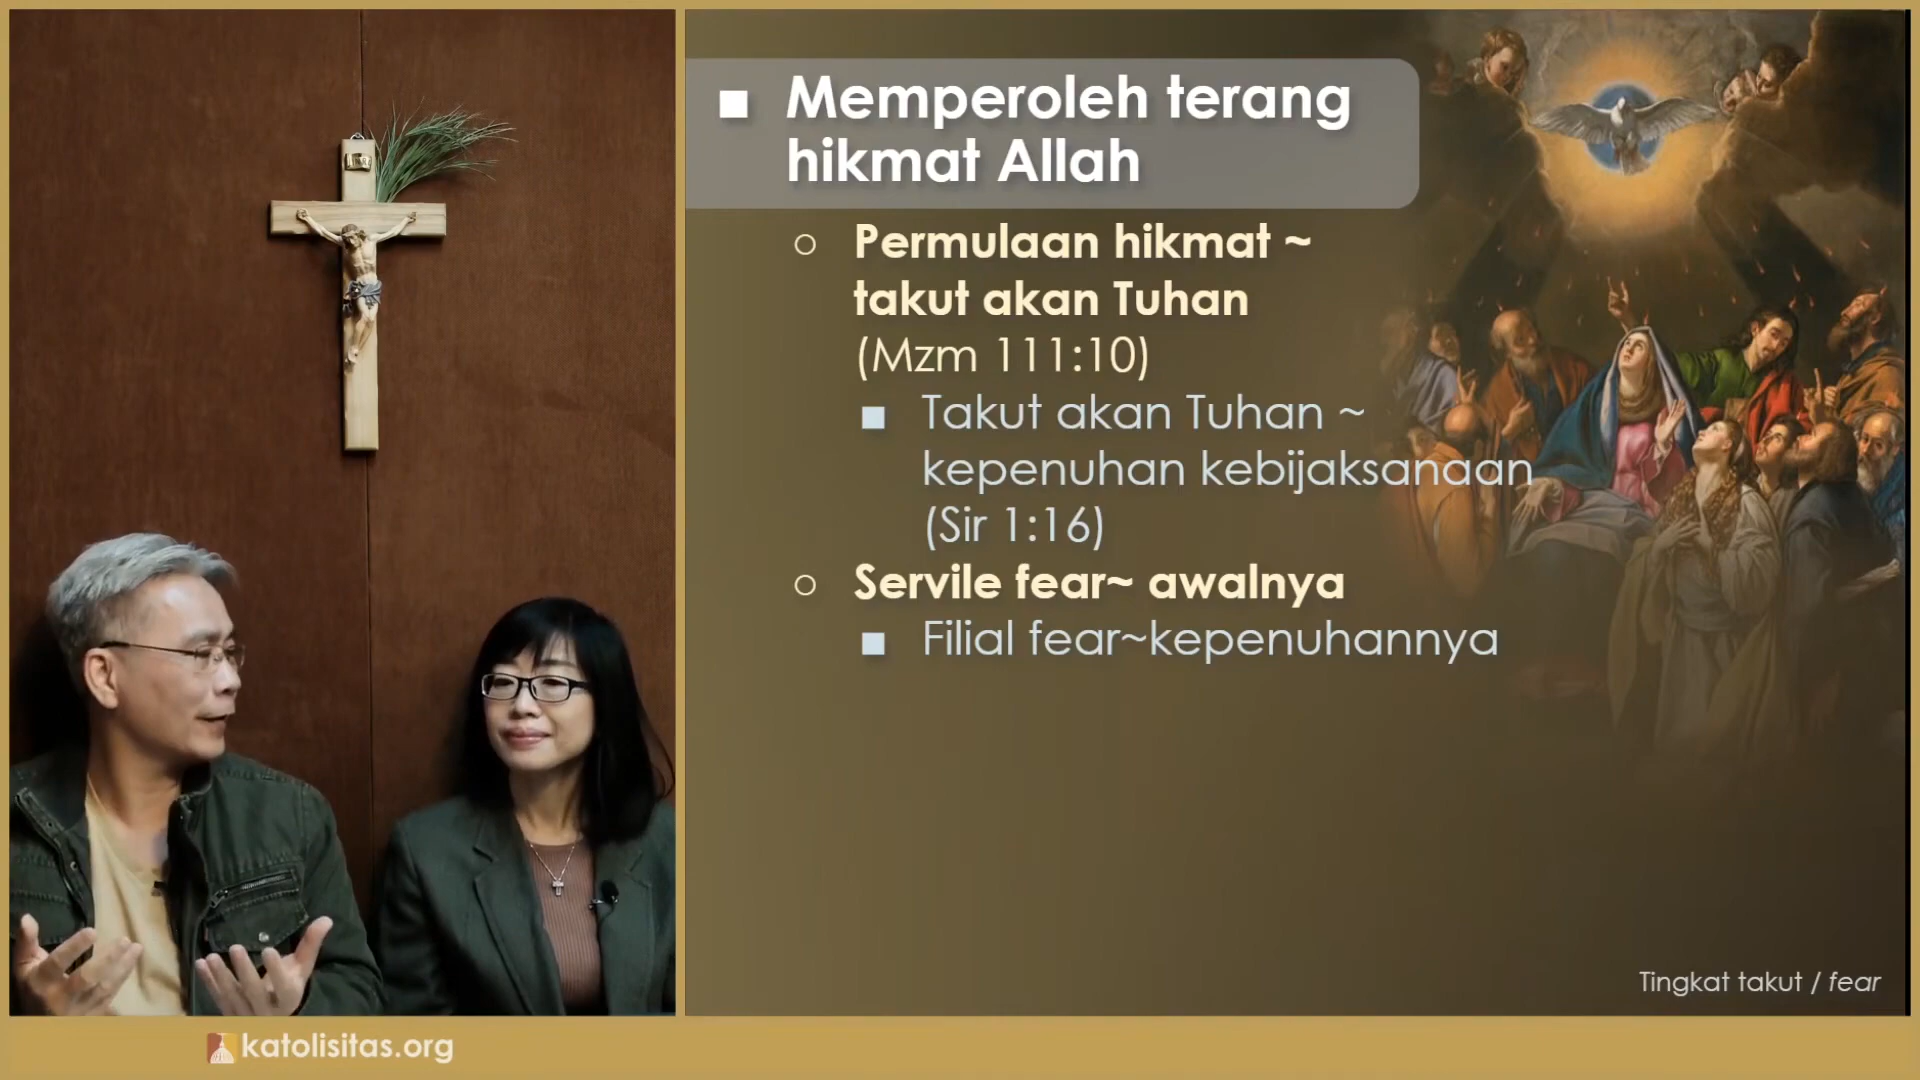 ■ Memperoleh terang
hikmat Allah
○ Permulaan hikmat ~
takut akan Tuhan
(Mzm 111:10)
■ Takut akan Tuhan ~
kepenuhan kebijaksanaan
(Sir 1:16)
○ Servile fear~ awalnya
■ Filial fear~kepenuhannya
Tingkat takut / fear
katolisitas.org